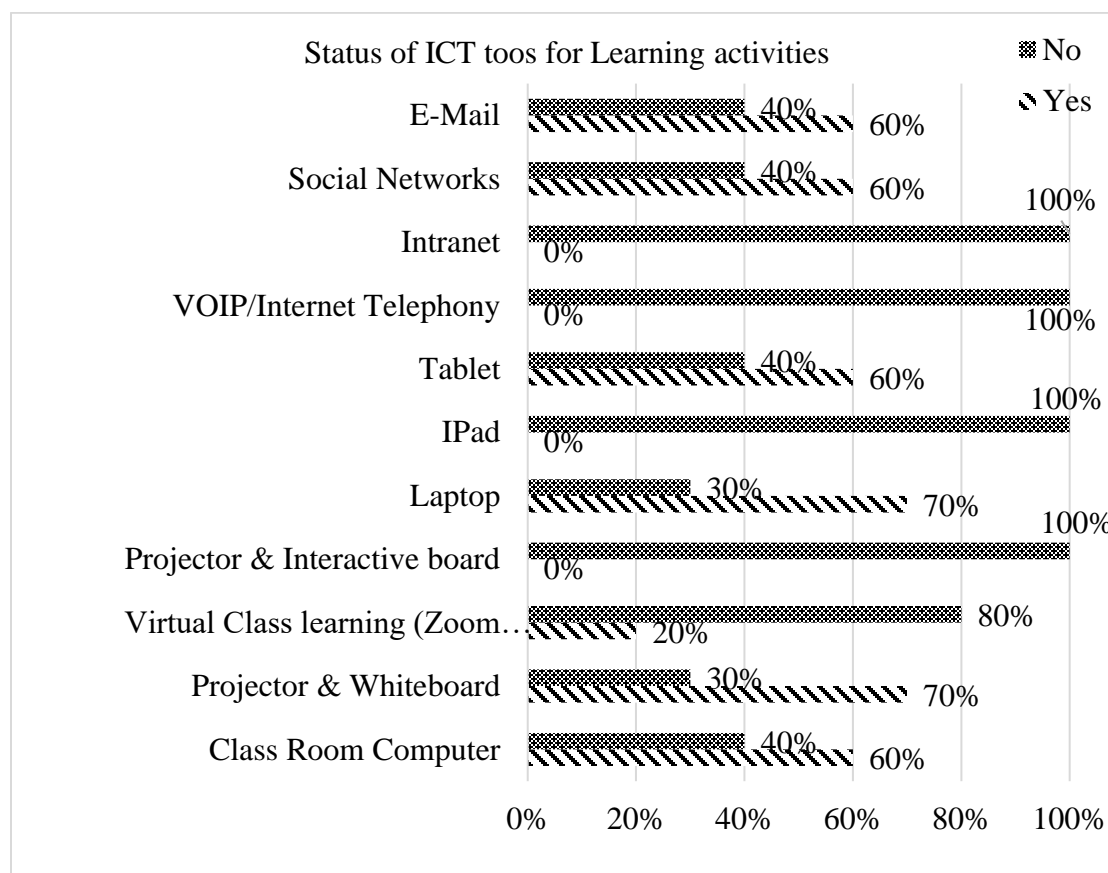 Status of ICT toos for Learning activities
No
Yes
E-Mail
40%
60%
Social Networks
40%
60%
Intranet
100%
0%
VOIP/Internet Telephony
0%
100%
Tablet
40%
60%
IPad
100%
0%
Laptop
30%
70%
Projector & Interactive board
100%
0%
Virtual Class learning (Zoom…
80%
20%
Projector & Whiteboard
30%
70%
Class Room Computer
40%
60%
0% 20% 40% 60% 80% 100%